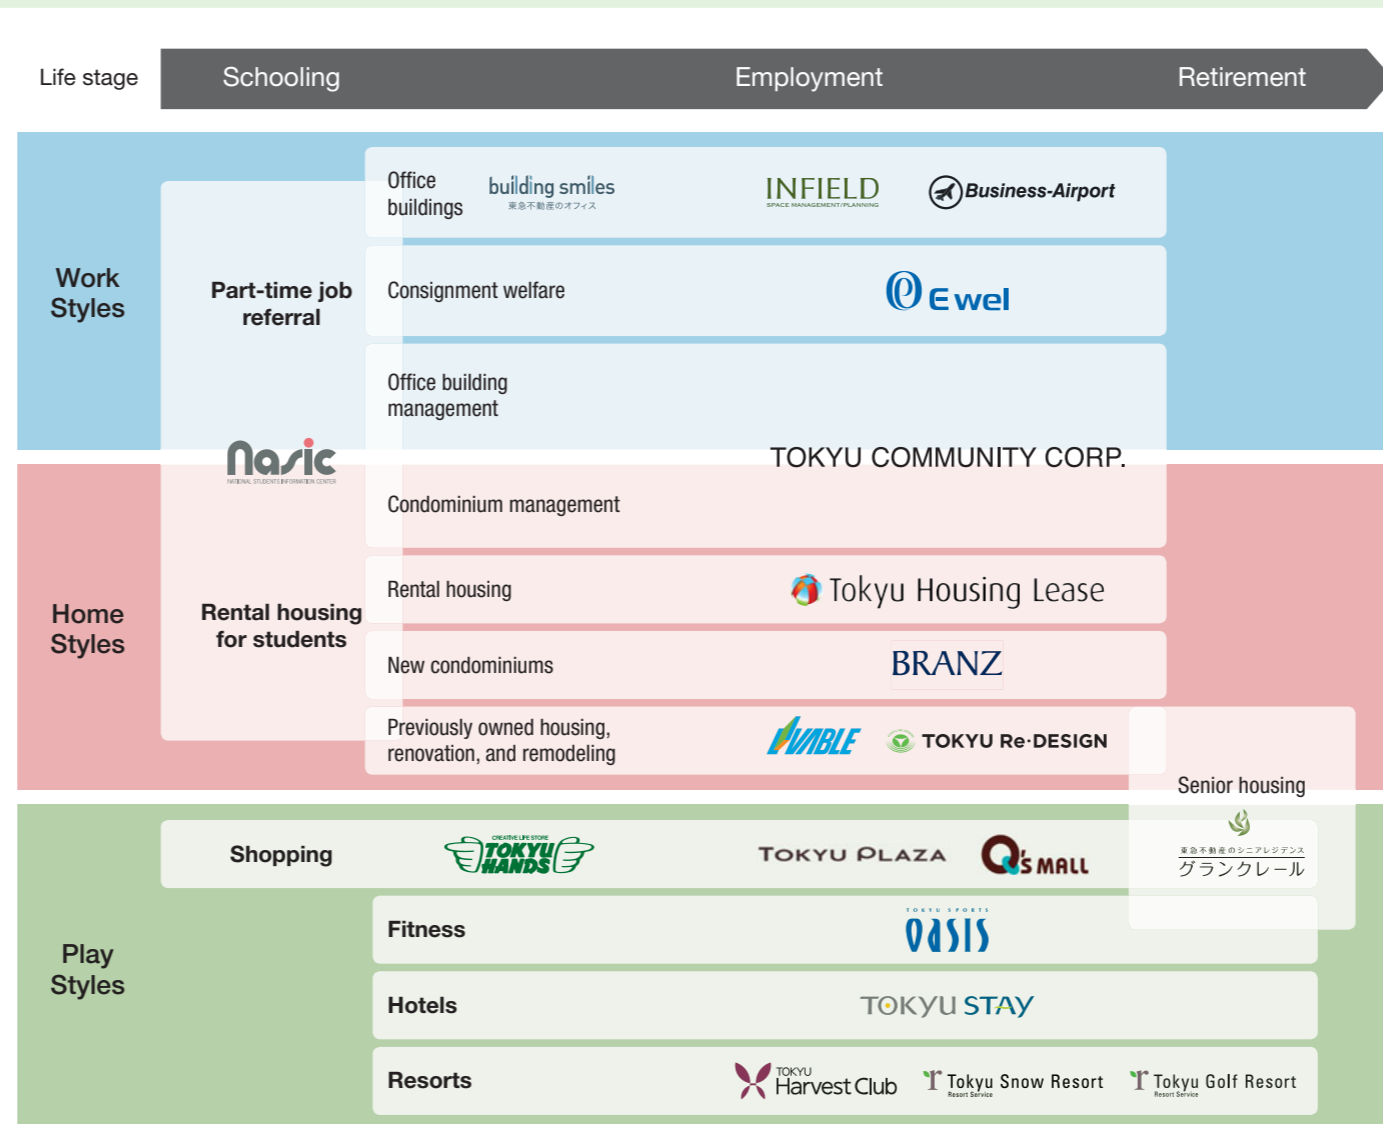 Life stage
Schooling
Employment
Retirement
Work
Styles
Part-time job
referral
Office
buildings
building smiles
東急不動産のオフィス
INFIELD
SPACE MANAGEMENT/PLANNING
Business-Airport
Consignment welfare
Ewel
Office building
management
nasic
NATIONAL STUDENTS INFORMATION CENTER
TOKYU COMMUNITY CORP.
Condominium management
Home
Styles
Rental housing
for students
Rental housing
Tokyu Housing Lease
New condominiums
BRANZ
Previously owned housing,
renovation, and remodeling
LIVABLE
TOKYU Re·DESIGN
Senior housing
東急不動産のシニアレジデンス
グランクレール
Play
Styles
Shopping
CREATIVE LIFE STORE
TOKYU
HANDS
TOKYU PLAZA
Q's MALL
Fitness
TOKYU SPORTS
OASIS
Hotels
TOKYU STAY
Resorts
TOKYU
Harvest Club
Tokyu Snow Resort
Resort Service
Tokyu Golf Resort
Resort Service